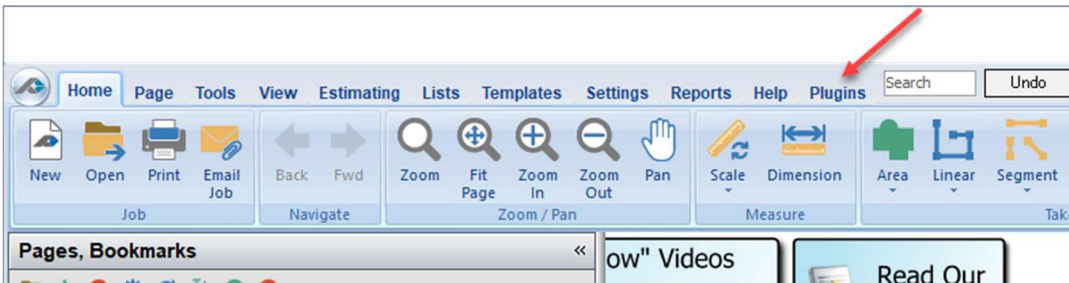 Home Page Tools View Estimating Lists Templates Settings Reports Help Plugins Search Undo
New Open Print Email Job Back Fwd Zoom Fit Page Zoom In Zoom Out Pan Scale Dimension Area Linear Segment
Job Navigate Zoom / Pan Measure Take
Pages, Bookmarks « ow" Videos
Read Our